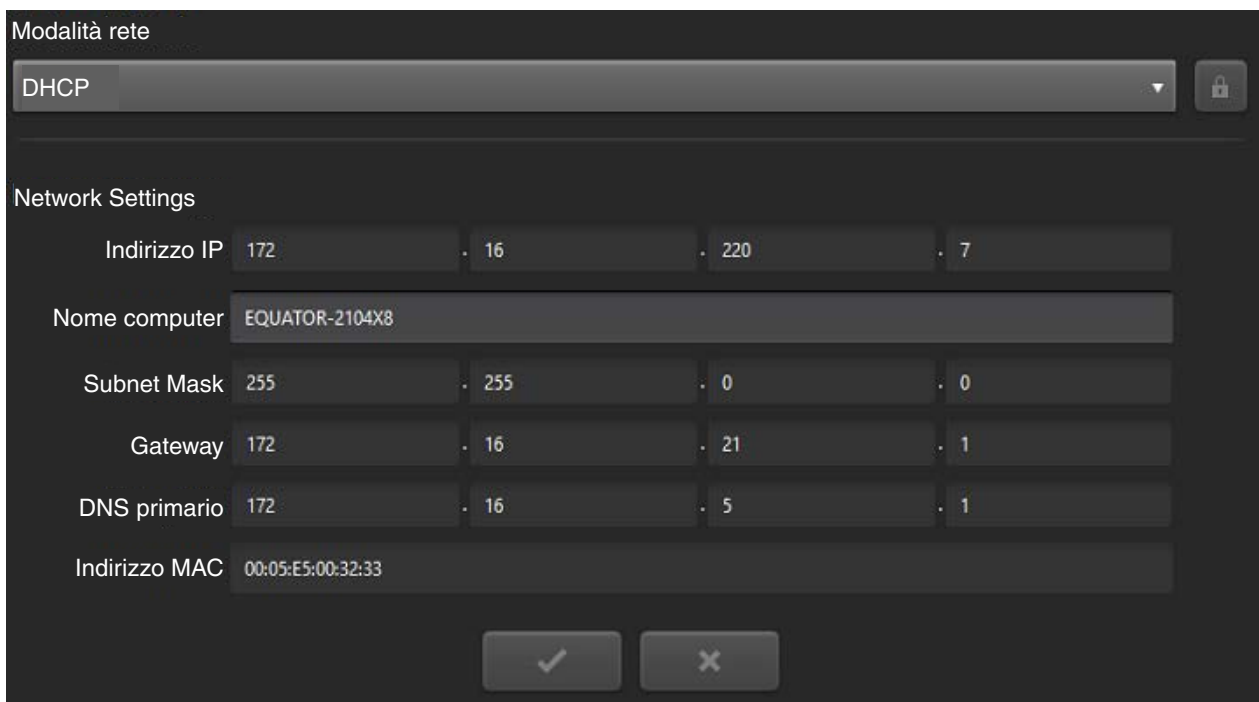 Modalità rete
DHCP
Network Settings
Indirizzo IP 172 . 16 . 220 . 7
Nome computer EQUATOR-2104X8
Subnet Mask 255 . 255 . 0 . 0
Gateway 172 . 16 . 21 . 1
DNS primario 172 . 16 . 5 . 1
Indirizzo MAC 00:05:E5:00:32:33